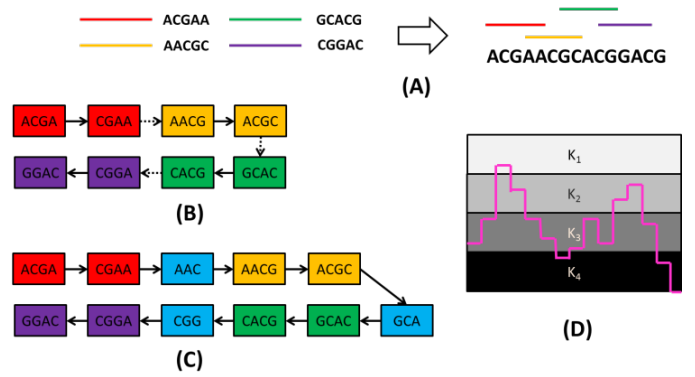 ACGAA GCACG
AACGC CGGAC
ACGAACGCACGGACG
(A)
ACGA CGAA AACG ACGC
GGAC CGGA CACG GCAC
(B)
ACGA CGAA AAC AACG ACGC
GGAC CGGA CGG CACG GCAC GCA
(C)
K1
K2
K3
K4
(D)